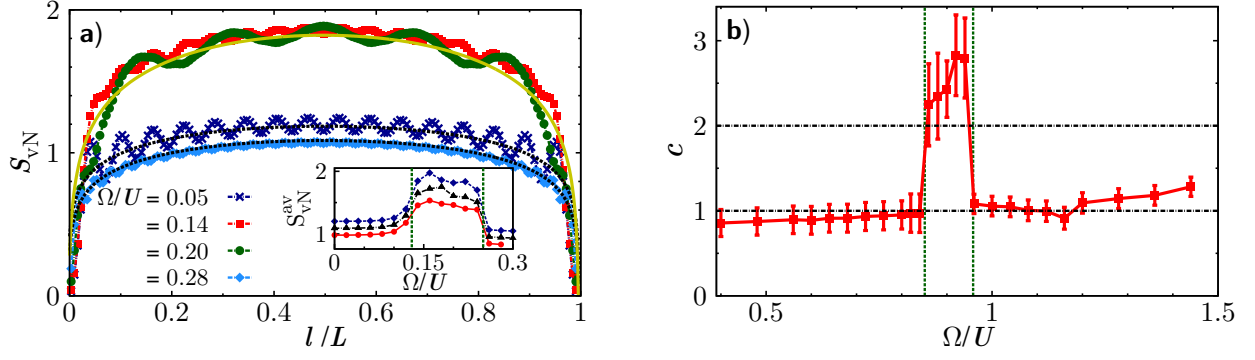 a)
S_vN
2
1
0
Ω/U = 0.05
= 0.14
= 0.20
= 0.28
S^av_vN
2
1
0 0.15 0.3
Ω/U
0 0.2 0.4 0.6 0.8 1
l/L
b)
c
3
2
1
0
0.5 1 1.5
Ω/U